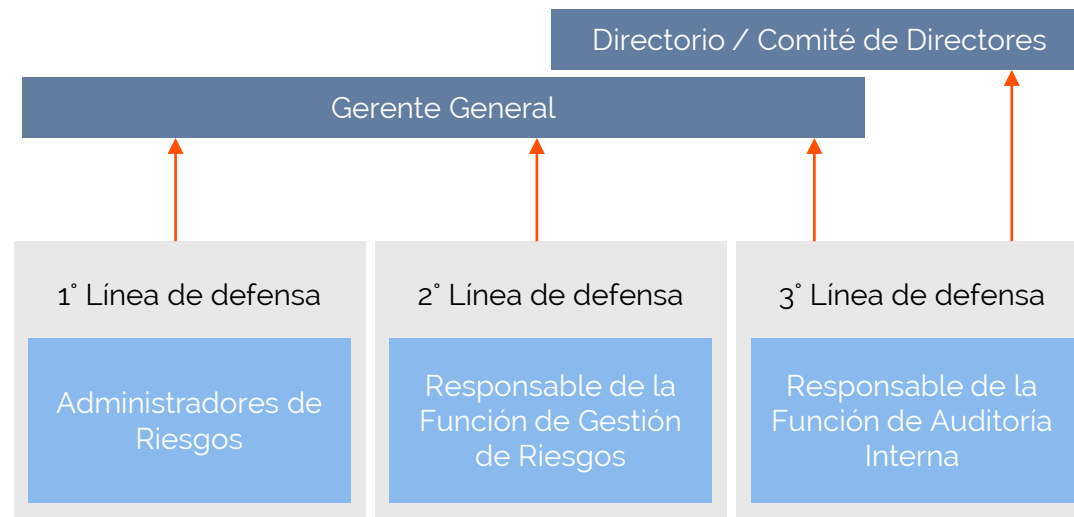 Directorio / Comité de Directores
Gerente General
1° Línea de defensa
Administradores de
Riesgos
2° Línea de defensa
Responsable de la
Función de Gestión
de Riesgos
3° Línea de defensa
Responsable de la
Función de Auditoría
Interna